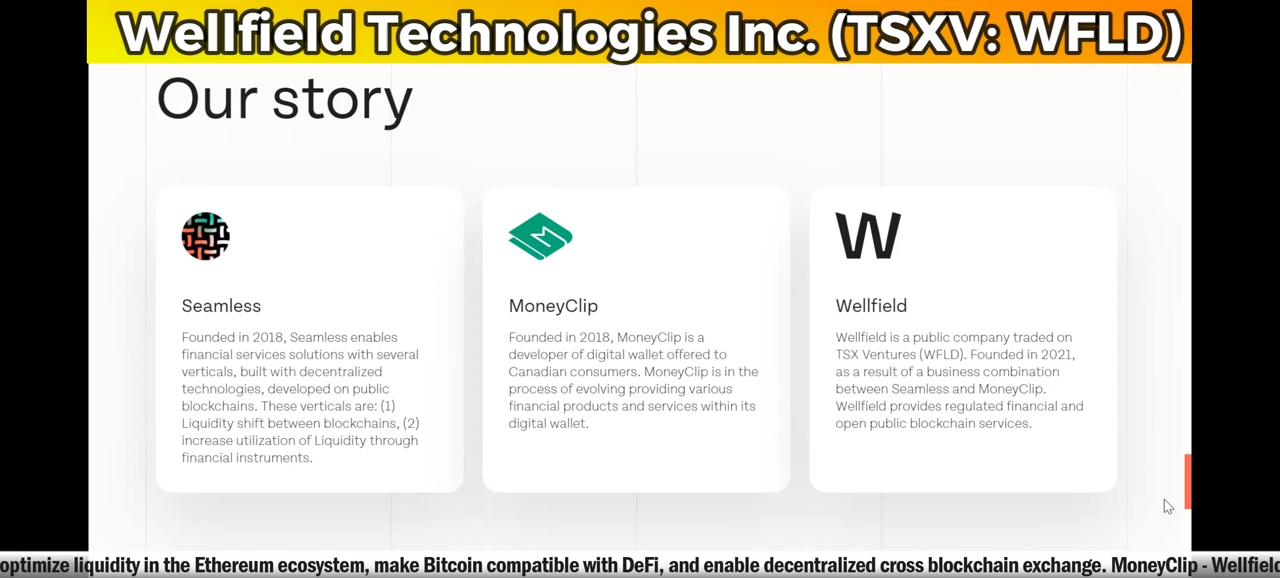 Wellfield Technologies Inc. (TSXV: WFLD)
Our story
Seamless
Founded in 2018, Seamless enables
financial services solutions with several
verticals, built with decentralized
technologies, developed on public
blockchains. These verticals are: (1)
Liquidity shift between blockchains, (2)
increase utilization of Liquidity through
financial instruments.
M
MoneyClip
Founded in 2018, MoneyClip is a
developer of digital wallet offered to
Canadian consumers. MoneyClip is in the
process of evolving providing various
financial products and services within its
digital wallet.
W
Wellfield
Wellfield is a public company traded on
TSX Ventures (WFLD). Founded in 2021,
as a result of a business combination
between Seamless and MoneyClip.
Wellfield provides regulated financial and
open public blockchain services.
optimize liquidity in the Ethereum ecosystem, make Bitcoin compatible with DeFi, and enable decentralized cross blockchain exchange. MoneyClip - Wellfield